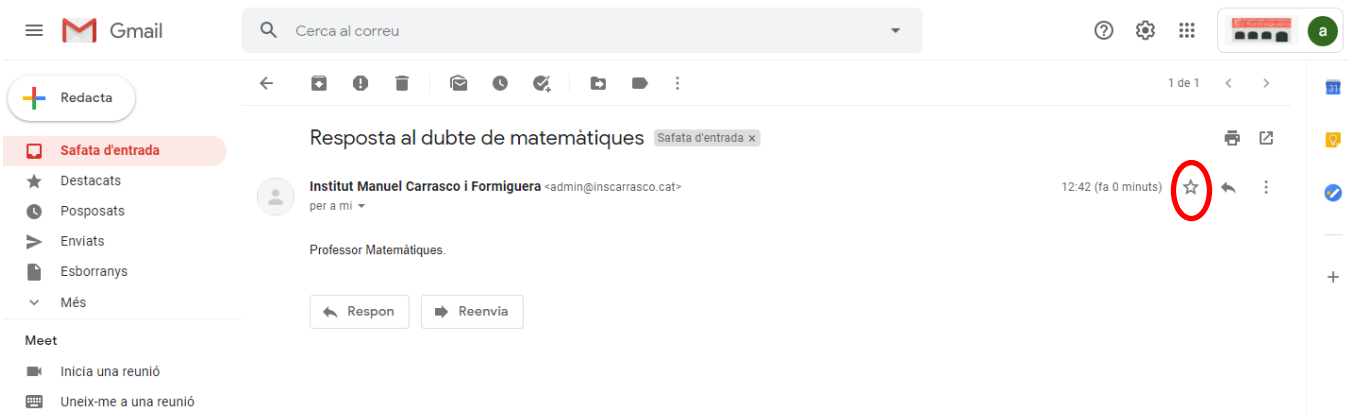 Gmail
Cerca al correu
a
Redacta
1 de 1
31
Safata d'entrada
Destacats
Posposats
Enviats
Esborranys
Més
Meet
Inicia una reunió
Uneix-me a una reunió
Resposta al dubte de matemàtiques Safata d'entrada x
Institut Manuel Carrasco i Formiguera <admin@inscarrasco.cat> 12:42 (fa 0 minuts)
per a mi
Professor Matemàtiques.
Respon Reenvia